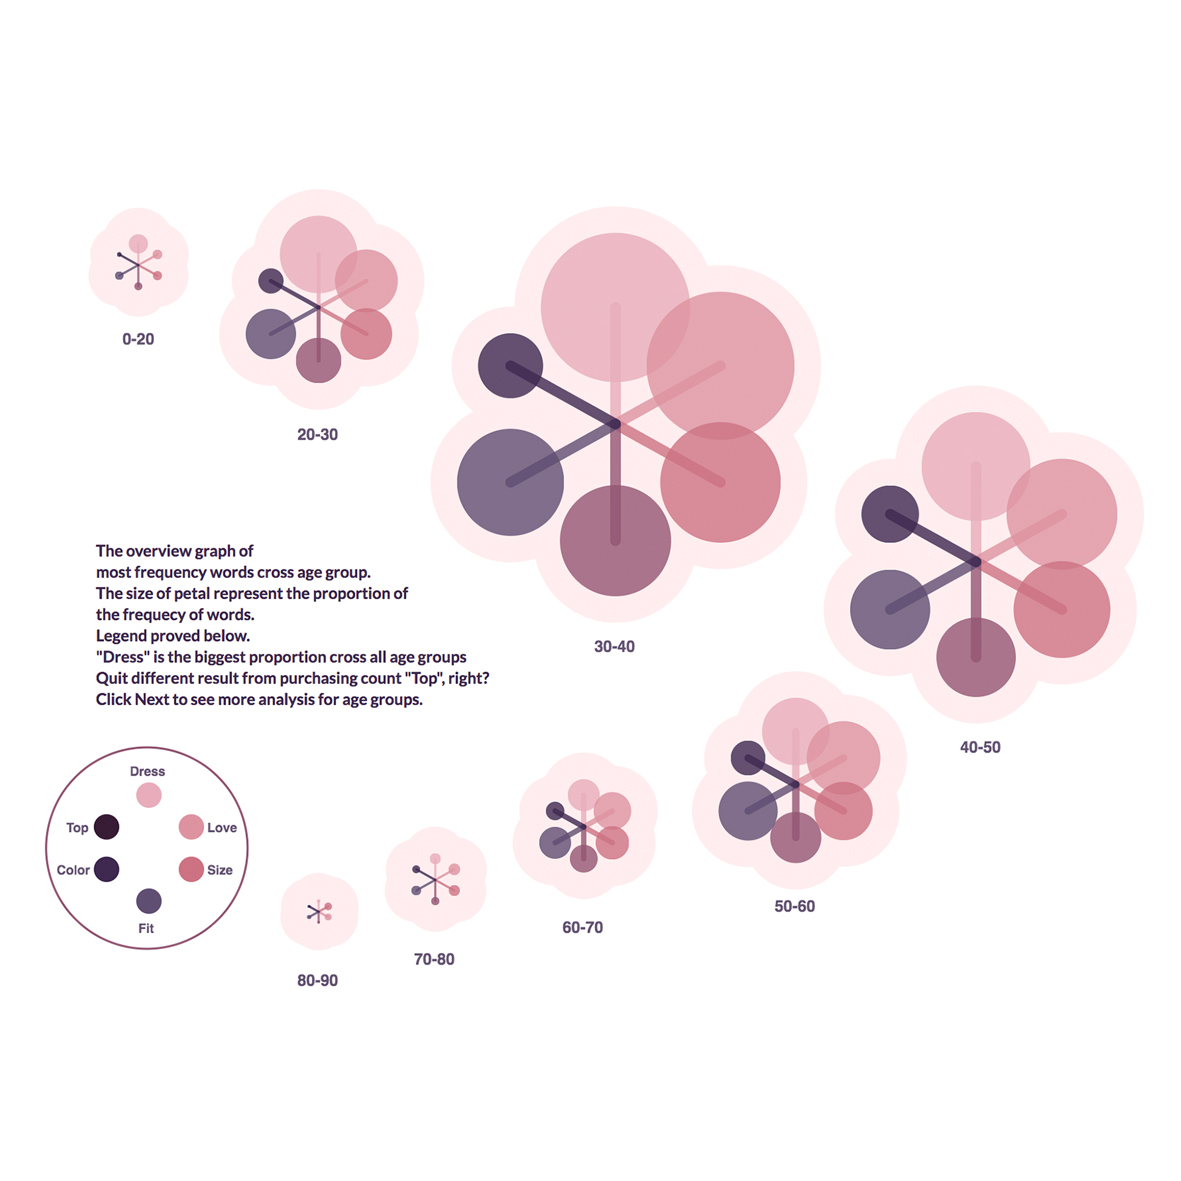 0-20
20-30
30-40
The overview graph of
most frequency words cross age group.
The size of petal represent the proportion of
the frequecy of words.
Legend proved below.
"Dress" is the biggest proportion cross all age groups
Quit different result from purchasing count "Top", right?
Click Next to see more analysis for age groups.
40-50
Dress
Top
Love
Color
Size
Fit
50-60
60-70
70-80
80-90